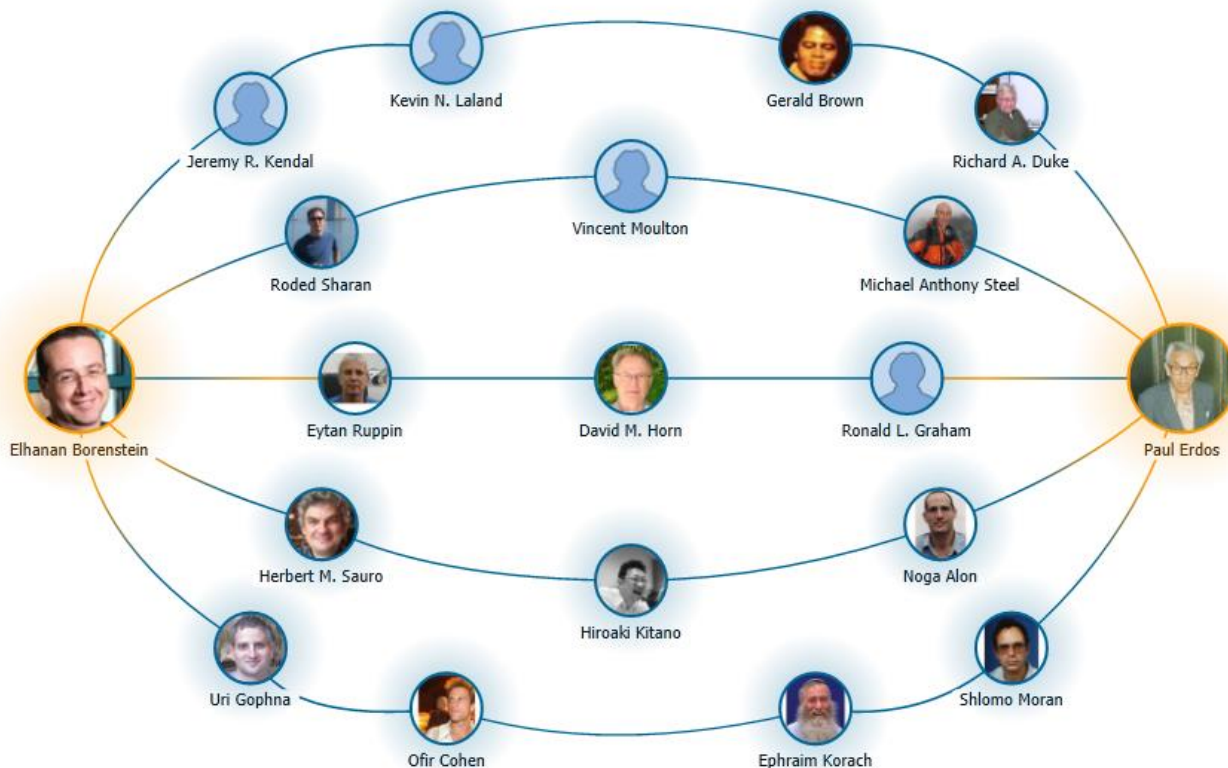 Kevin N. Laland
Gerald Brown
Jeremy R. Kendal
Richard A. Duke
Vincent Moulton
Roded Sharan
Michael Anthony Steel
Eytan Ruppin
David M. Horn
Ronald L. Graham
Elhanan Borenstein
Paul Erdos
Herbert M. Sauro
Noga Alon
Hiroaki Kitano
Uri Gophna
Shlomo Moran
Ofir Cohen
Ephraim Korach